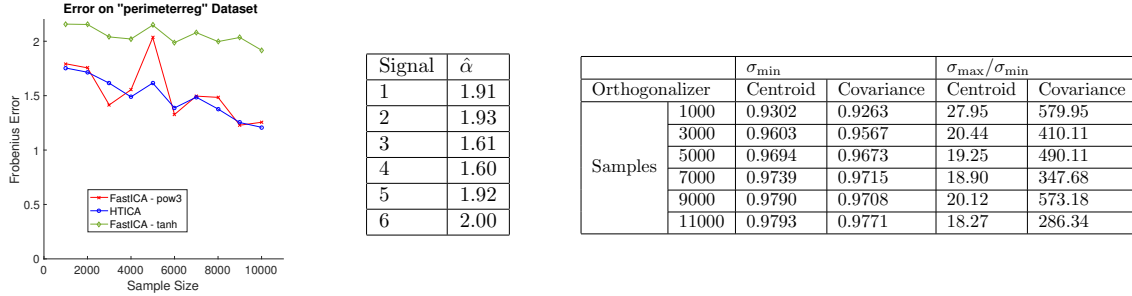 Error on "perimeterreg" Dataset
Frobenius Error
2
1.5
1
0.5
0
FastICA - pow3
HTICA
FastICA - tanh
0 2000 4000 6000 8000 10000
Sample Size
Signal α̂
1 1.91
2 1.93
3 1.61
4 1.60
5 1.92
6 2.00
σmin σmax/σmin
Orthogonalizer Centroid Covariance Centroid Covariance
Samples
1000 0.9302 0.9263 27.95 579.95
3000 0.9603 0.9567 20.44 410.11
5000 0.9694 0.9673 19.25 490.11
7000 0.9739 0.9715 18.90 347.68
9000 0.9790 0.9708 20.12 573.18
11000 0.9793 0.9771 18.27 286.34